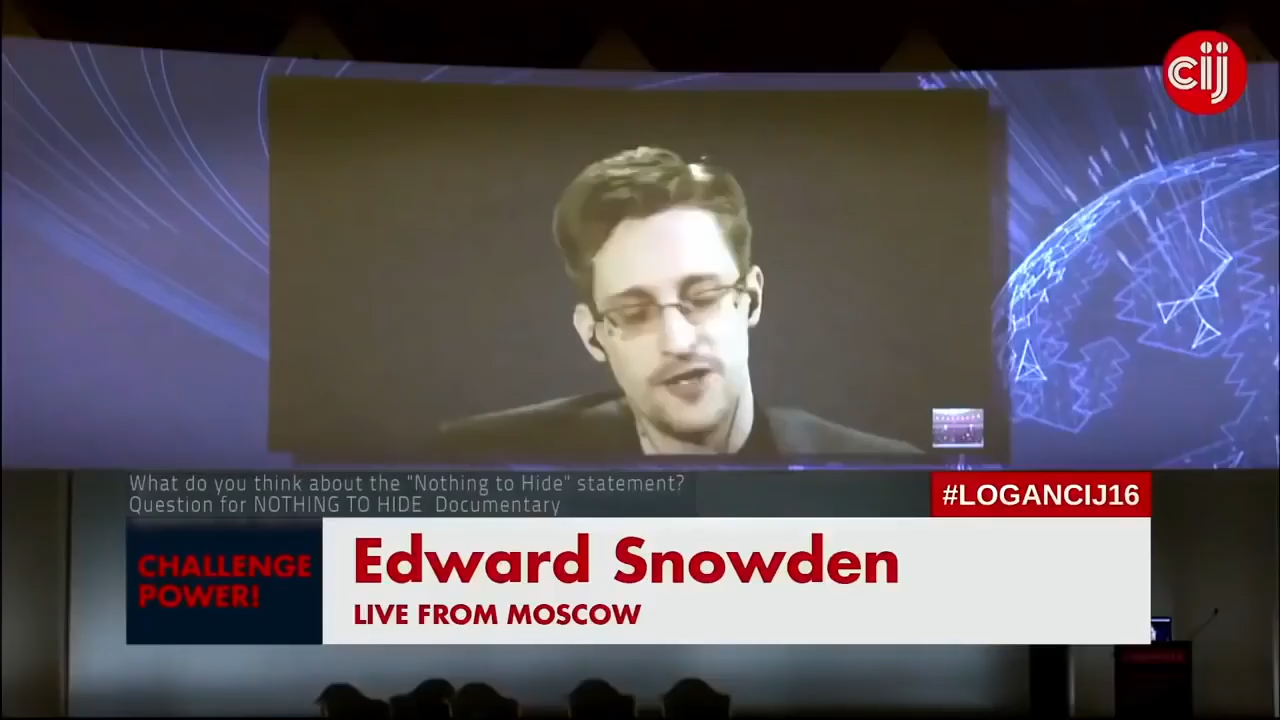 cij
What do you think about the "Nothing to Hide" statement?
Question for NOTHING TO HIDE Documentary
#LOGANCIJ16
CHALLENGE
POWER!
Edward Snowden
LIVE FROM MOSCOW